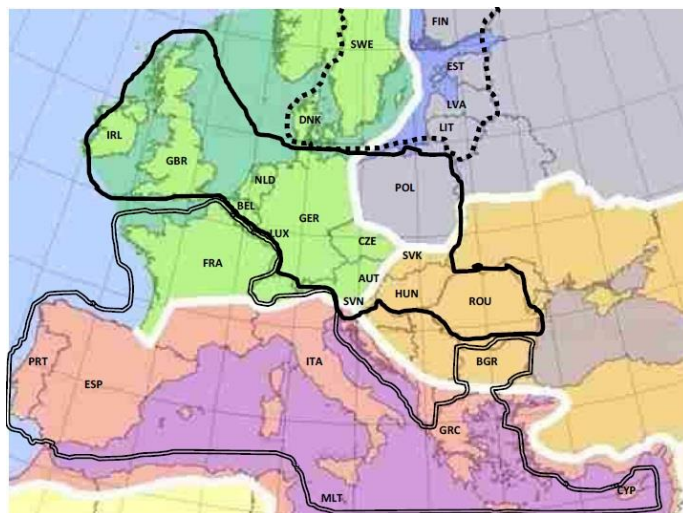 FIN
SWE
EST
LVA
DNK
LIT
IRL
GBR
NLD
POL
BEL
GER
LUX
CZE
SVK
FRA
AUT
HUN
SVN
ROU
PRT
ITA
BGR
ESP
GRC
MLT
CYP